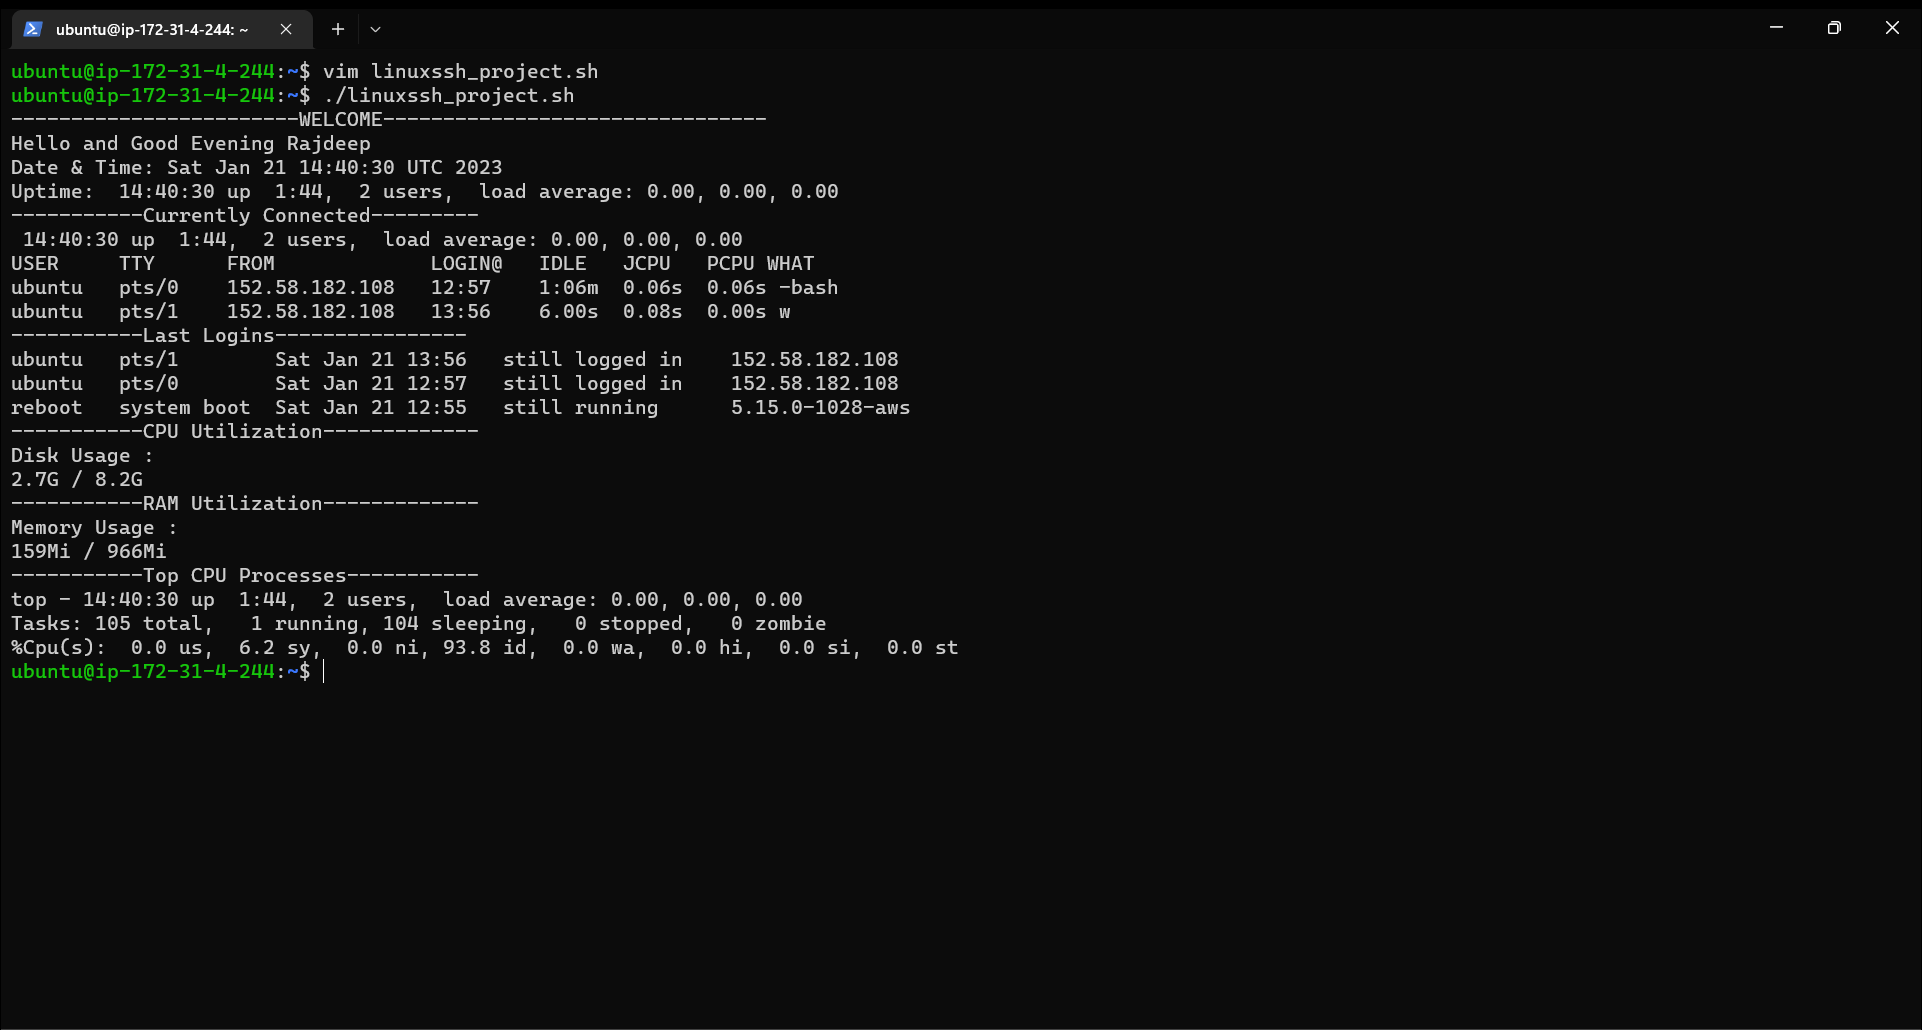 ubuntu@ip-172-31-4-244: ~
ubuntu@ip-172-31-4-244:~$ vim linuxssh_project.sh
ubuntu@ip-172-31-4-244:~$ ./linuxssh_project.sh
------------------------WELCOME--------------------------------
Hello and Good Evening Rajdeep
Date & Time: Sat Jan 21 14:40:30 UTC 2023
Uptime:  14:40:30 up  1:44,  2 users,  load average: 0.00, 0.00, 0.00
-----------Currently Connected---------
 14:40:30 up  1:44,  2 users,  load average: 0.00, 0.00, 0.00
USER     TTY      FROM             LOGIN@   IDLE   JCPU   PCPU WHAT
ubuntu   pts/0    152.58.182.108   12:57    1:06m  0.06s  0.06s -bash
ubuntu   pts/1    152.58.182.108   13:56    6.00s  0.08s  0.00s w
-----------Last Logins----------------
ubuntu   pts/1        Sat Jan 21 13:56   still logged in    152.58.182.108
ubuntu   pts/0        Sat Jan 21 12:57   still logged in    152.58.182.108
reboot   system boot  Sat Jan 21 12:55   still running      5.15.0-1028-aws
-----------CPU Utilization-------------
Disk Usage :
2.7G / 8.2G
-----------RAM Utilization-------------
Memory Usage :
159Mi / 966Mi
-----------Top CPU Processes-----------
top - 14:40:30 up  1:44,  2 users,  load average: 0.00, 0.00, 0.00
Tasks: 105 total,   1 running, 104 sleeping,   0 stopped,   0 zombie
%Cpu(s):  0.0 us,  6.2 sy,  0.0 ni, 93.8 id,  0.0 wa,  0.0 hi,  0.0 si,  0.0 st
ubuntu@ip-172-31-4-244:~$